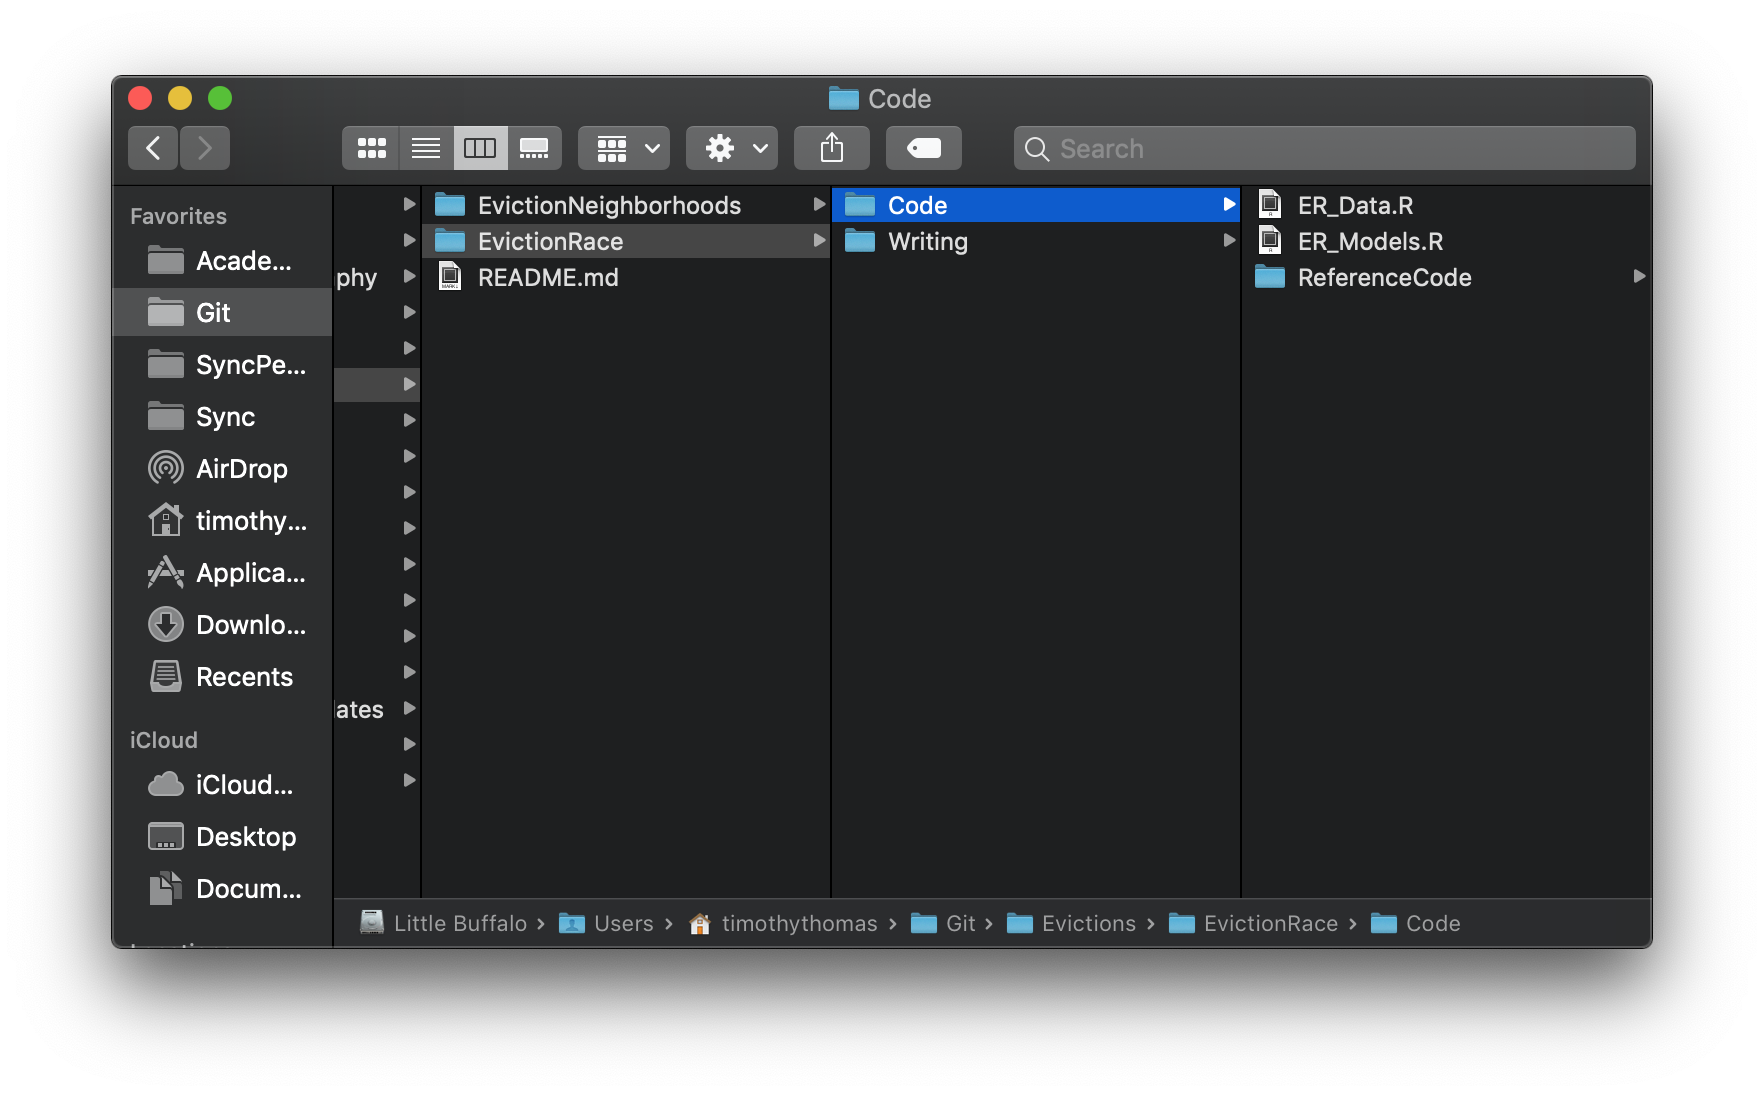 Code
Search
Favorites
Acade...
Git
SyncPe...
Sync
AirDrop
timothy...
Applica...
Downlo...
Recents
iCloud
iCloud...
Desktop
Docum...
phy
lates
EvictionNeighborhoods
EvictionRace
README.md
Code
Writing
ER_Data.R
ER_Models.R
ReferenceCode
Little Buffalo › Users › timothythomas › Git › Evictions › EvictionRace › Code